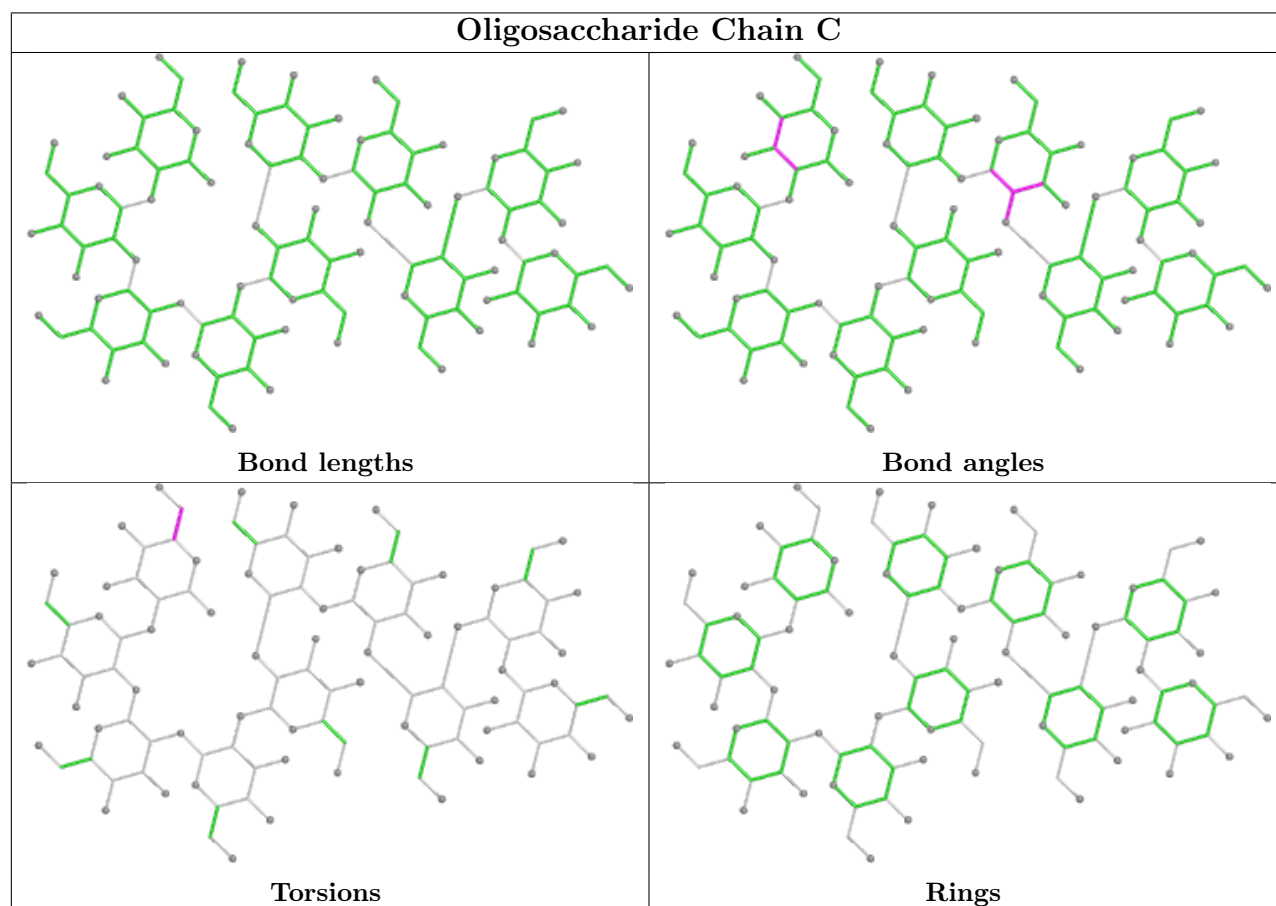 Oligosaccharide Chain C
Bond lengths
Bond angles
Torsions
Rings